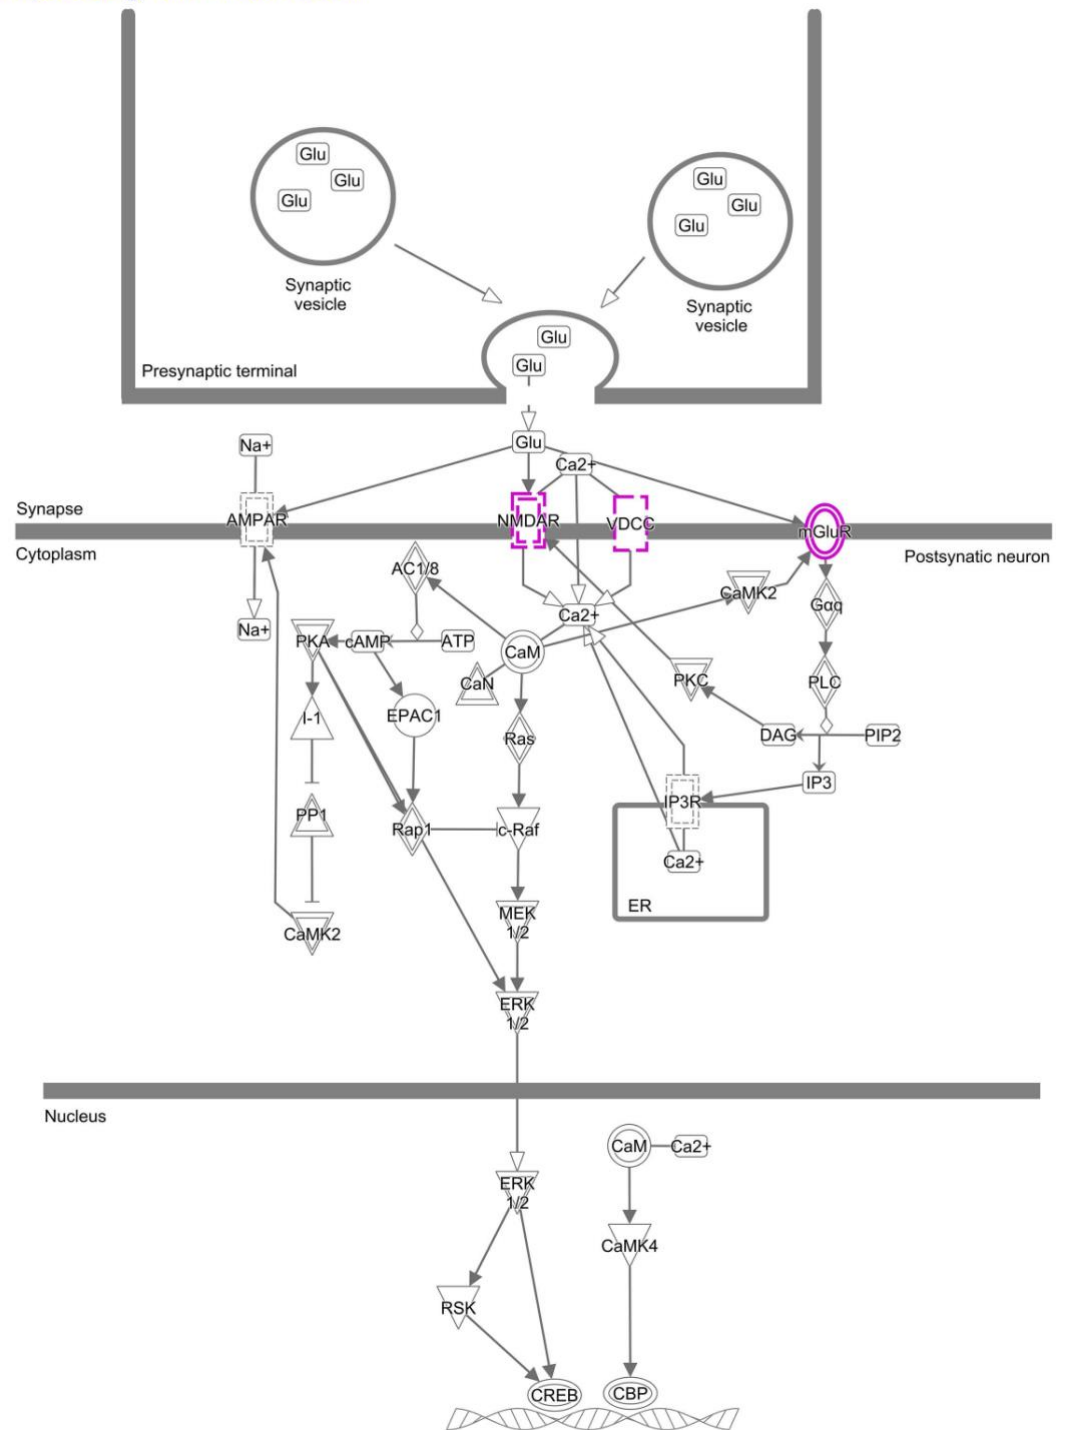 Glu
Glu
Glu
Synaptic
vesicle
Glu
Glu
Glu
Synaptic
vesicle
Glu
Glu
Presynaptic terminal
Na+
Glu
Ca2+
Synapse
AMPAR
NMDAR
VDCC
mGluR
Cytoplasm
Postsynatic neuron
AC1/8
CaMK2
Gαq
Ca2+
Na+
PKA
cAMP
ATP
CaM
CaN
PKC
PLC
I-1
EPAC1
Ras
DAG
PIP2
IP3
IP3R
PP1
Rap1
c-Raf
Ca2+
ER
CaMK2
MEK
1/2
ERK
1/2
Nucleus
CaM
Ca2+
ERK
1/2
CaMK4
RSK
CREB
CBP